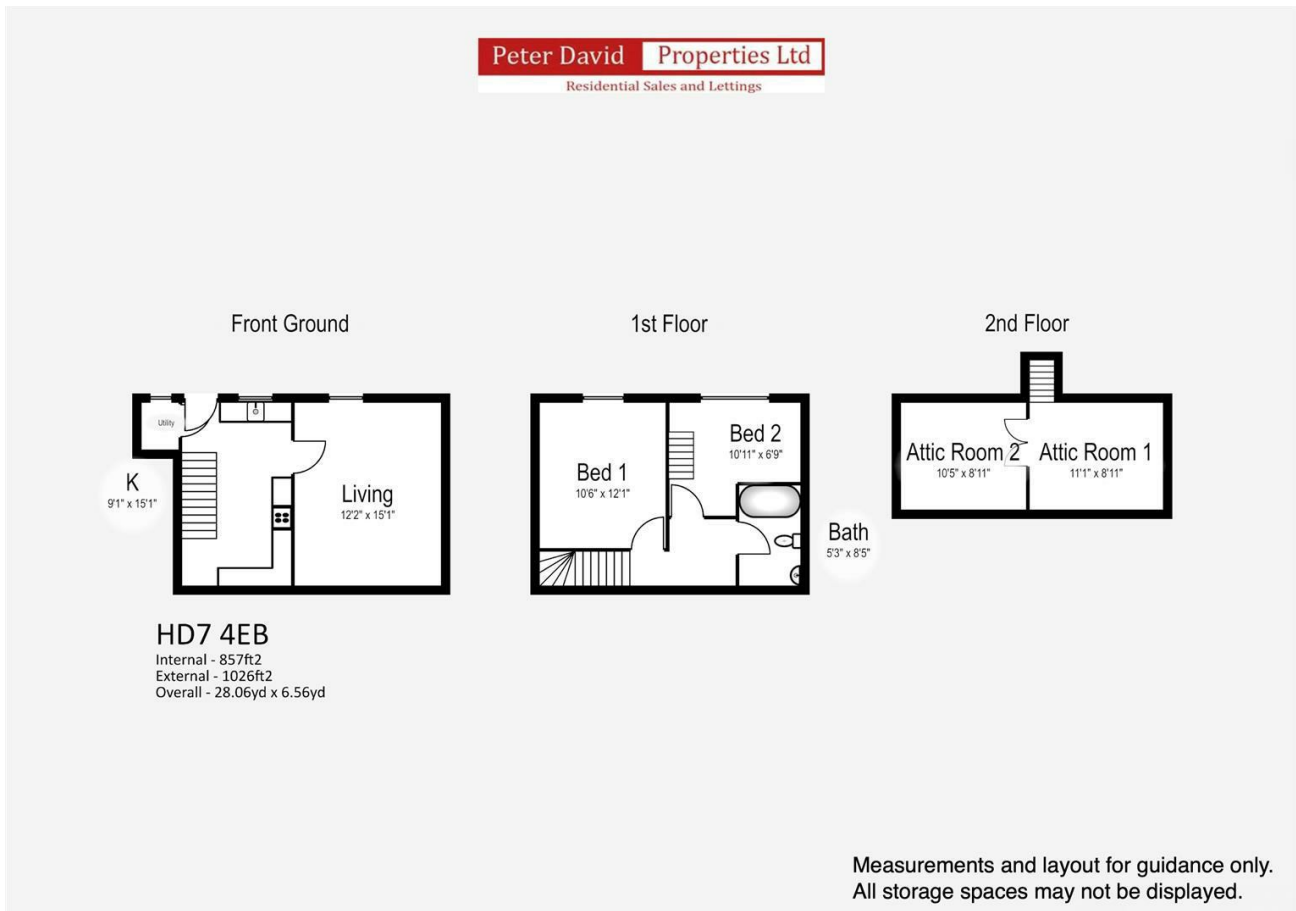 Peter David Properties Ltd
Residential Sales and Lettings
Front Ground
1st Floor
2nd Floor
Utility
K
9'1" x 15'1"
Living
12'2" x 15'1"
Bed 1
10'6" x 12'1"
Bed 2
10'11" x 6'9"
Bath
5'3" x 8'5"
Attic Room 2
10'5" x 8'11"
Attic Room 1
11'1" x 8'11"
HD7 4EB
Internal - 857ft2
External - 1026ft2
Overall - 28.06yd x 6.56yd
Measurements and layout for guidance only.
All storage spaces may not be displayed.